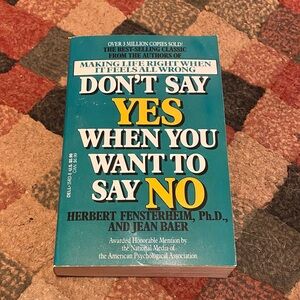 OVER 3 MILLION COPIES SOLD!
THE BEST-SELLING CLASSIC
FROM THE AUTHORS OF
MAKING LIFE RIGHT WHEN
IT FEELS ALL WRONG
DON'T SAY
YES
WHEN YOU
WANT TO
SAY NO
HERBERT FENSTERHEIM, Ph.D.,
AND JEAN BAER
Awarded Honorable Mention by
the National Media of
the American Psychological Association